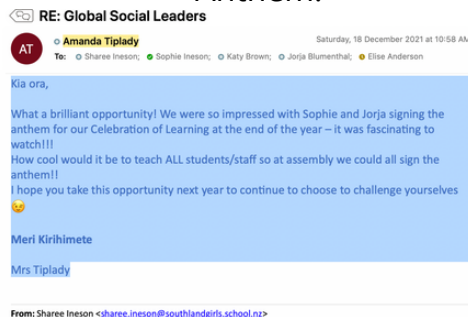 Anthem!
RE: Global Social Leaders
Amanda Tiplady
Saturday, 18 December 2021 at 10:58 AM
AT
To: Sharee Ineson; Sophie Ineson; Katy Brown; Jorja Blumenthal; Elise Anderson
Kia ora,
What a brilliant opportunity! We were so impressed with Sophie and Jorja signing the
anthem for our Celebration of Learning at the end of the year – it was fascinating to
watch!!!
How cool would it be to teach ALL students/staff so at assembly we could all sign the
anthem!!
I hope you take this opportunity next year to continue to choose to challenge yourselves
Meri Kirihimete
Mrs Tiplady
From: Sharee Ineson <sharee.ineson@southlandgirls.school.nz>